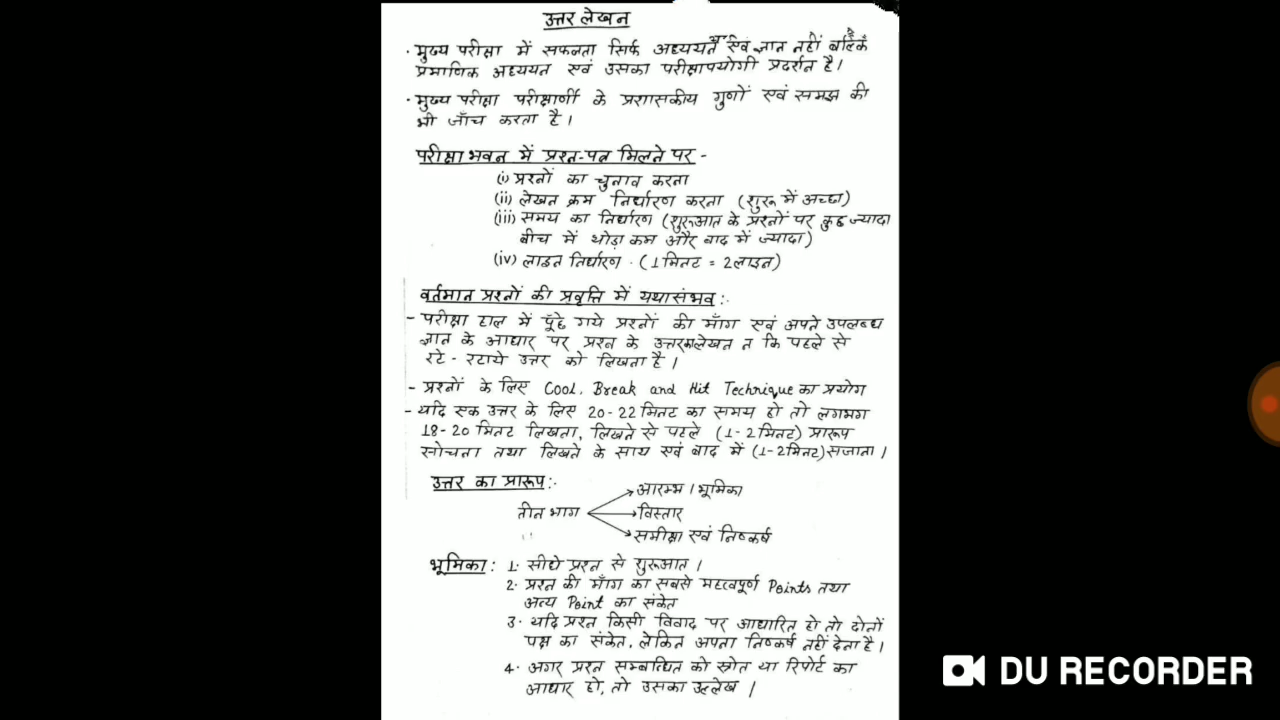 उत्तर लेखन
· मुख्य परीक्षा में सफलता सिर्फ अध्ययन एवं ज्ञान नहीं बल्कि
प्रमाणिक अध्ययन एवं उसका परीक्षापयोगी प्रदर्शन है।
· मुख्य परीक्षा परीक्षार्णी के प्रशासकीय गुणों एवं समझ की
भी जाँच करता है।
परीक्षा भवन में प्रश्न-पत्र मिलने पर -
(i) प्रश्नों का चुनाव करना
(ii) लेखन क्रम निर्धारण करना (शुरू में अच्छा)
(iii) समय का निर्धारण (शुरूआत के प्रश्नों पर कुछ ज्यादा
बीच में थोड़ा कम और बाद में ज्यादा)
(iv) लाइन निर्धारण · (1 मिनट = 2 लाइन)
वर्तमान प्रश्नों की प्रवृत्ति में यथासंभव :-
- परीक्षा हाल में पूँछे गये प्रश्नों की माँग एवं अपने उपलब्ध
ज्ञान के आधार पर प्रश्न के उत्तर लेखन न कि पहले से
रटे - रटाये उत्तर को लिखना है।
- प्रश्नों के लिए Cool, Break and Hit Technique का प्रयोग
- यदि एक उत्तर के लिए 20-22 मिनट का समय हो तो लगभग
18-20 मिनट लिखना, लिखने से पहले (1-2 मिनट) प्रारूप
सोचना तथा लिखने के साथ एवं बाद में (1-2 मिनट) सजाना।
उत्तर का प्रारूप :-
आरम्भ / भूमिका
तीन भाग विस्तार
समीक्षा एवं निष्कर्ष
भूमिका : 1. सीधे प्रश्न से शुरूआत।
2. प्रश्न की माँग का सबसे महत्वपूर्ण Points तथा
अन्य Point का संकेत
3. यदि प्रश्न किसी विवाद पर आधारित हो तो दोनों
पक्ष का संकेत, लेकिन अपना निष्कर्ष नहीं देना है।
4. अगर प्रश्न सम्बन्धित को स्रोत या रिपोर्ट का
आधार हो, तो उसका उल्लेख।
DU RECORDER